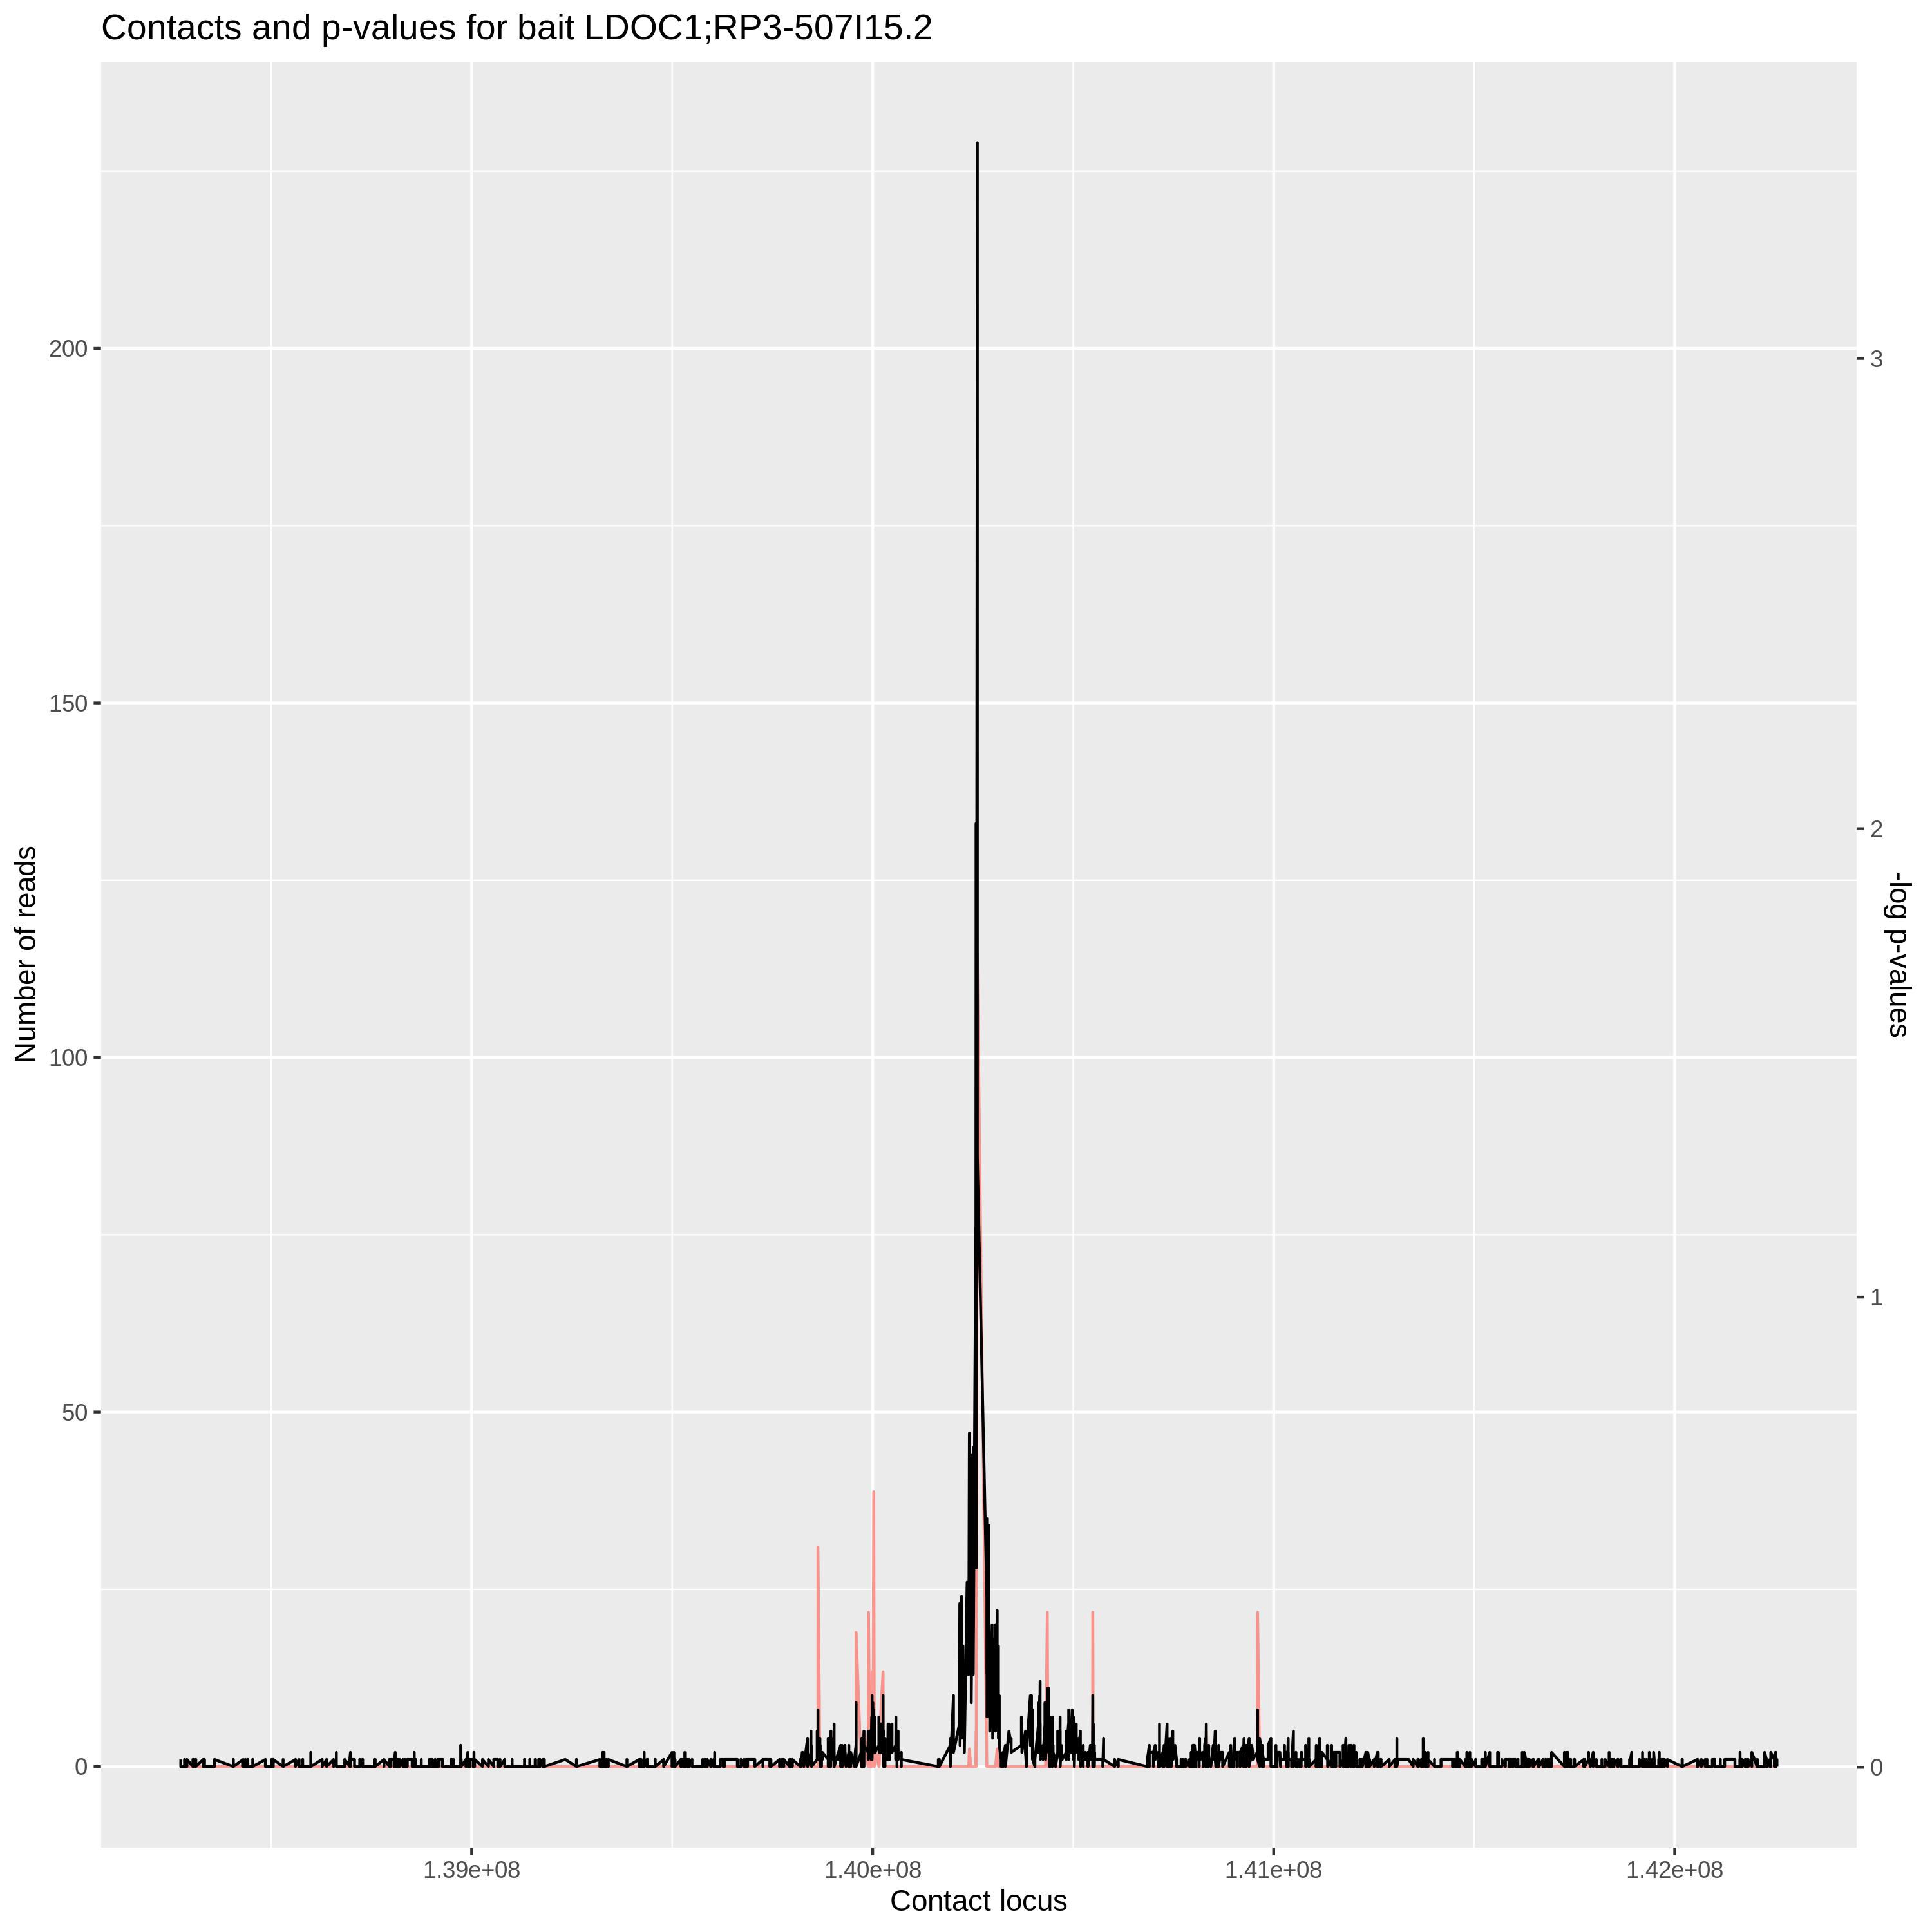 Contacts and p-values for bait LDOC1;RP3-507I15.2
200
150
100
50
0
Number of reads
3
2
1
0
-log p-values
1.39e+08 1.40e+08 1.41e+08 1.42e+08
Contact locus